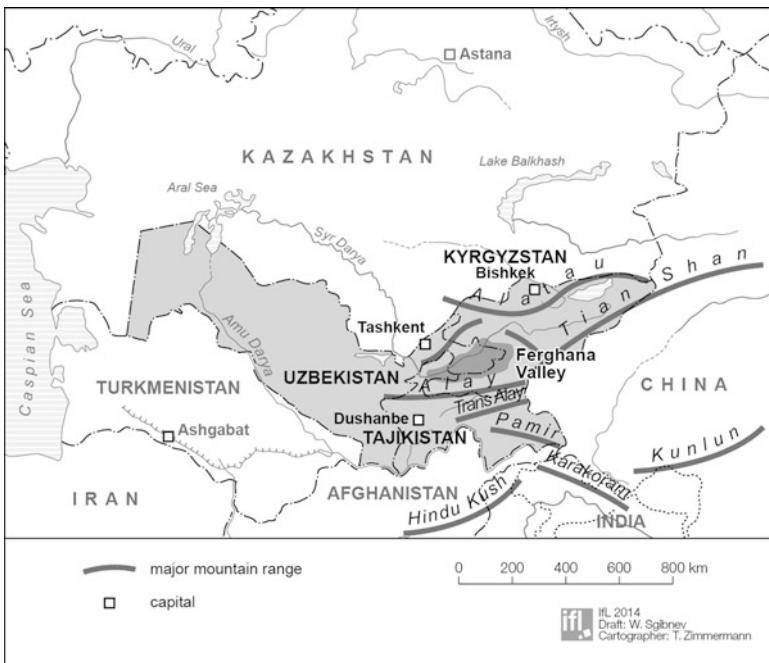 Ural
Irtysh
Astana
KAZAKHSTAN
Lake Balkhash
Aral Sea
Syr Darya
KYRGYZSTAN
Bishkek
Alatau
Tian Shan
Caspian Sea
Amu Darya
Tashkent
Ferghana
Valley
UZBEKISTAN
Alay
CHINA
TURKMENISTAN
Trans Alay
Dushanbe
TAJIKISTAN
Pamir
Ashgabat
Kunlun
Karakoram
IRAN
AFGHANISTAN
Hindu Kush
INDIA
major mountain range
capital
0 200 400 600 800 km
ifl
IfL 2014
Draft: W. Sgibnev
Cartographer: T. Zimmermann